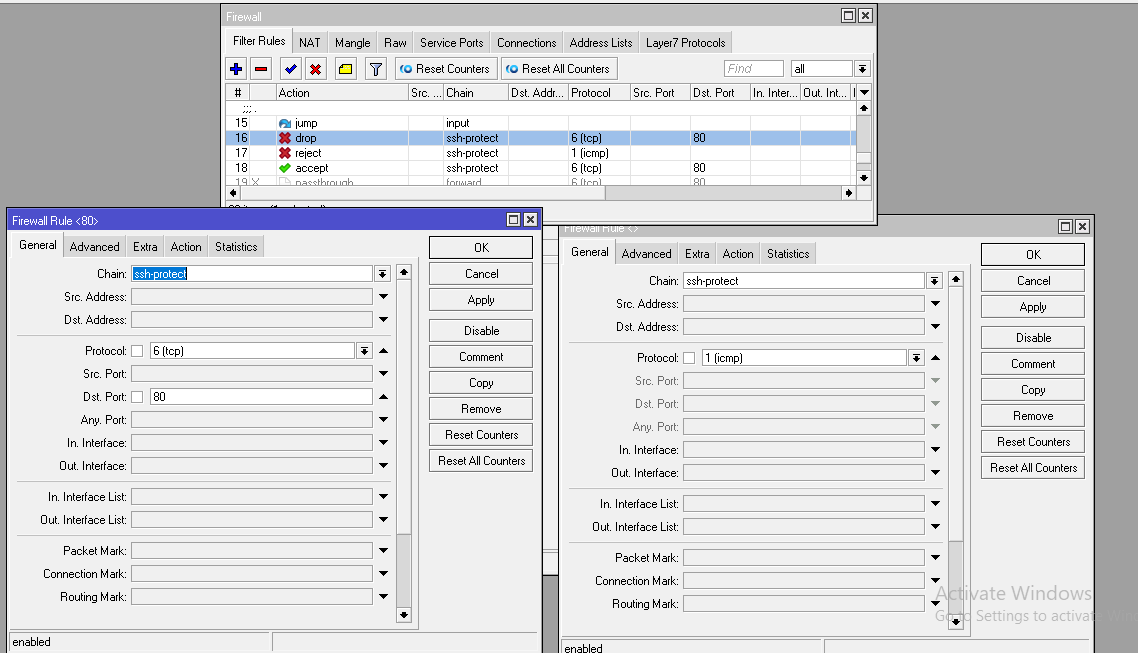 Firewall
Filter Rules NAT Mangle Raw Service Ports Connections Address Lists Layer7 Protocols
Reset Counters Reset All Counters Find all
# Action Src. ... Chain Dst. Addr... Protocol Src. Port Dst. Port In. Inter... Out. Int...
;;; .
15 jump input
16 drop ssh-protect 6 (tcp) 80
17 reject ssh-protect 1 (icmp)
18 accept ssh-protect 6 (tcp) 80
19 X passthrough forward 6 (tcp) 80
Firewall Rule <80>
General Advanced Extra Action Statistics
Chain: ssh-protect
Src. Address:
Dst. Address:
Protocol: 6 (tcp)
Src. Port:
Dst. Port: 80
Any. Port:
In. Interface:
Out. Interface:
In. Interface List:
Out. Interface List:
Packet Mark:
Connection Mark:
Routing Mark:
OK
Cancel
Apply
Disable
Comment
Copy
Remove
Reset Counters
Reset All Counters
enabled
Firewall Rule <>
General Advanced Extra Action Statistics
Chain: ssh-protect
Src. Address:
Dst. Address:
Protocol: 1 (icmp)
Src. Port:
Dst. Port:
Any. Port:
In. Interface:
Out. Interface:
In. Interface List:
Out. Interface List:
Packet Mark:
Connection Mark:
Routing Mark:
OK
Cancel
Apply
Disable
Comment
Copy
Remove
Reset Counters
Reset All Counters
enabled
Activate Windows
Go to Settings to activate